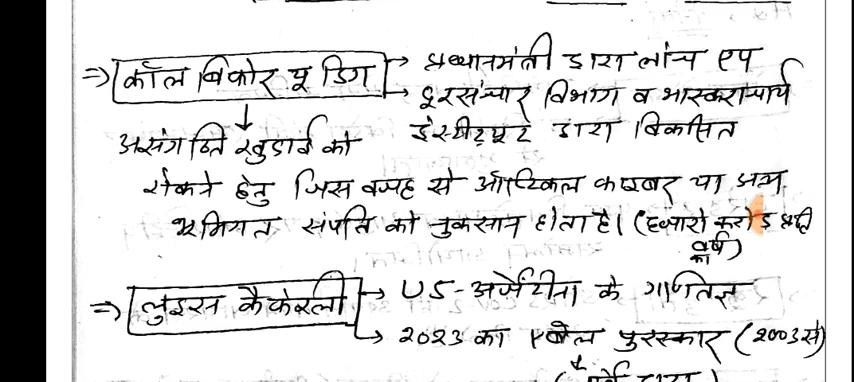 ⇒ कॉल बिफोर यू डिग → प्रधानमंत्री द्वारा लांच एप
→ दूरसंचार विभाग व भास्कराचार्य
इंस्टीट्यूट द्वारा विकसित
↓
असंगठित खुदाई को
रोकने हेतु जिस वजह से ऑप्टिकल फाइबर या अन्य
भूमिगत संपत्ति को नुकसान होता है। (हजारो करोड़ प्रति
वर्ष का)
⇒ लुइस कैफेरली → US-अर्जेंटीना के गणितज्ञ
→ 2023 का एबेल पुरस्कार (2003 से)
↓
द्वारा)